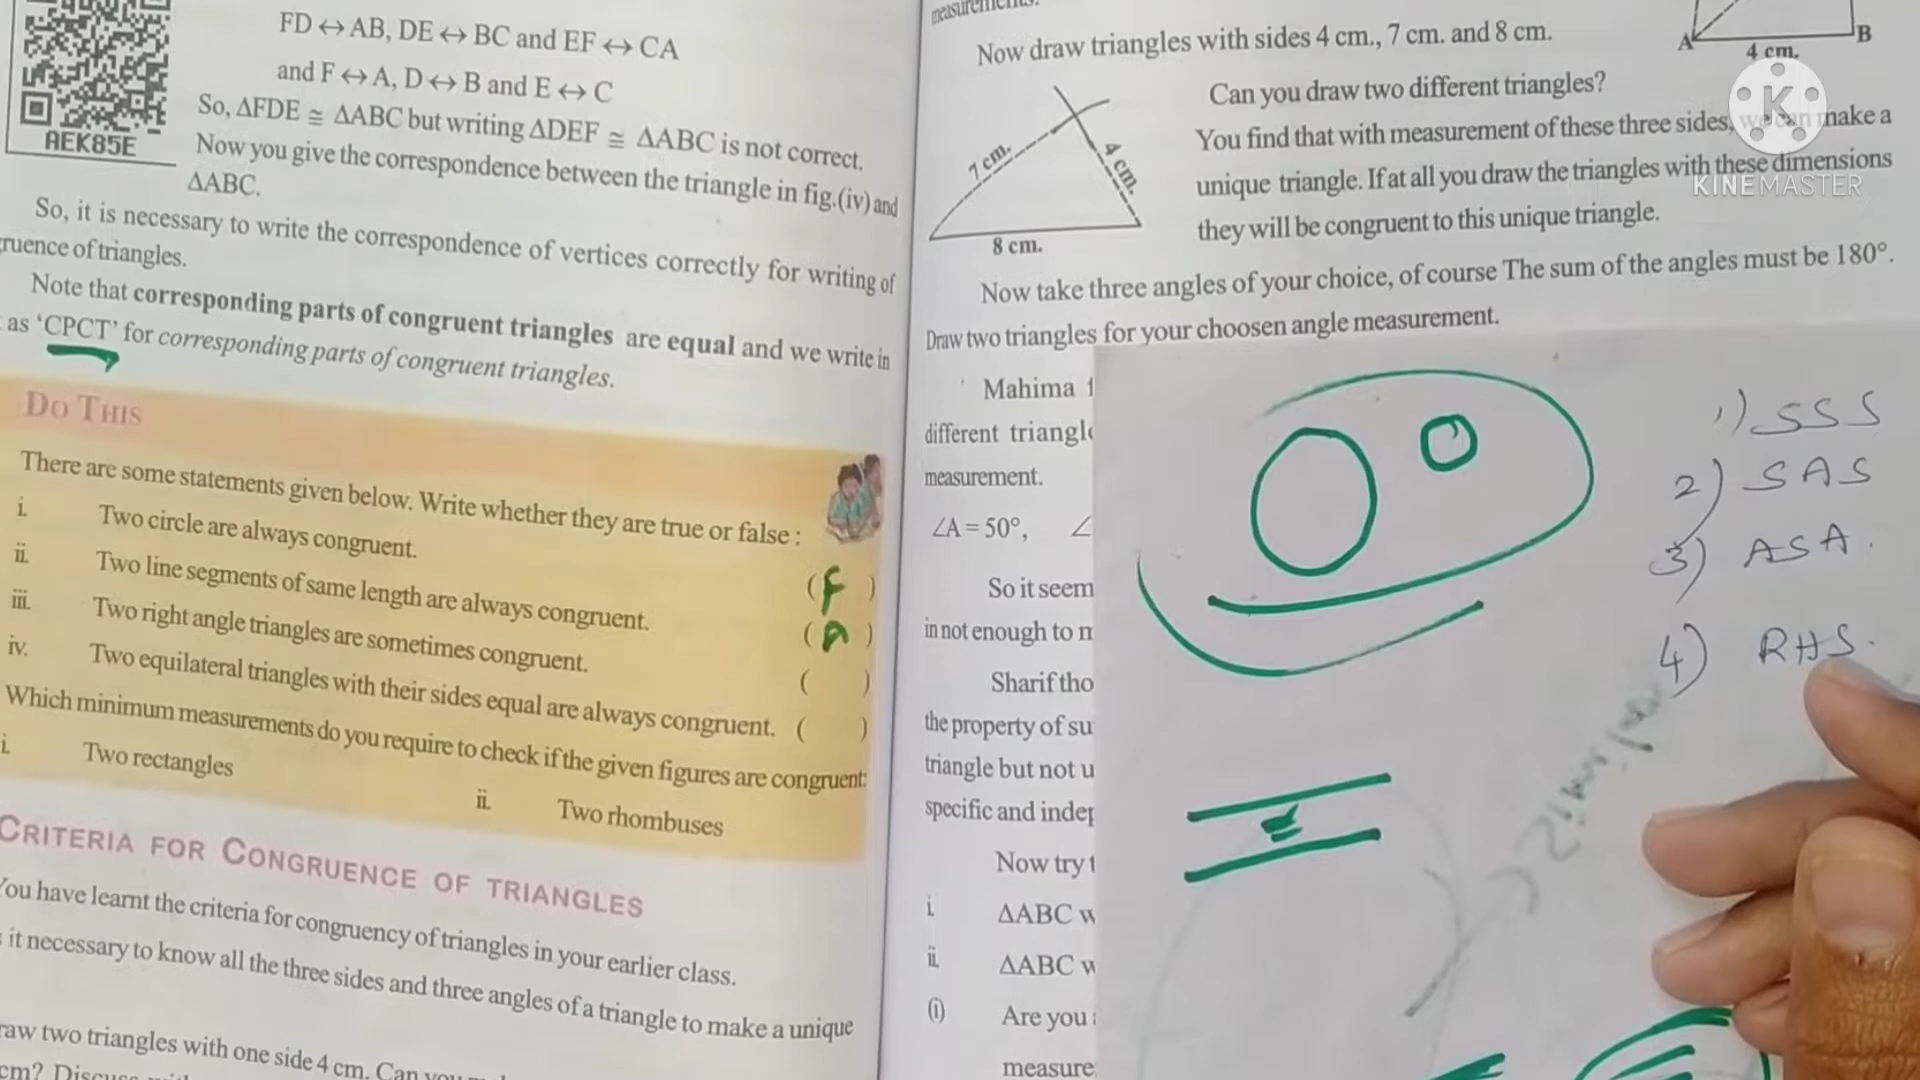 FD ↔ AB, DE ↔ BC and EF ↔ CA
and F ↔ A, D ↔ B and E ↔ C
So, ΔFDE ≅ ΔABC but writing ΔDEF ≅ ΔABC is not correct.
AEK85E
Now you give the correspondence between the triangle in fig.(iv) and
ΔABC.
So, it is necessary to write the correspondence of vertices correctly for writing of
ruence of triangles.
Note that corresponding parts of congruent triangles are equal and we write in
as 'CPCT' for corresponding parts of congruent triangles.
DO THIS
There are some statements given below. Write whether they are true or false :
i. Two circle are always congruent. (F)
ii. Two line segments of same length are always congruent. (A)
iii. Two right angle triangles are sometimes congruent. ( )
iv. Two equilateral triangles with their sides equal are always congruent. ( )
Which minimum measurements do you require to check if the given figures are congruent:
i. Two rectangles ii. Two rhombuses
CRITERIA FOR CONGRUENCE OF TRIANGLES
You have learnt the criteria for congruency of triangles in your earlier class.
it necessary to know all the three sides and three angles of a triangle to make a unique
raw two triangles with one side 4 cm. Can you
cm? Discuss
measurements.
Now draw triangles with sides 4 cm., 7 cm. and 8 cm.
A 4 cm. B
Can you draw two different triangles?
You find that with measurement of these three sides, we can make a
unique triangle. If at all you draw the triangles with these dimensions
they will be congruent to this unique triangle.
7 cm. 4 cm.
8 cm.
K
KINEMASTER
Now take three angles of your choice, of course The sum of the angles must be 180°.
Draw two triangles for your choosen angle measurement.
Mahima f
different triangle
measurement.
∠A = 50°, ∠
So it seem
in not enough to m
Sharif tho
the property of su
triangle but not u
specific and indep
Now try t
i. ΔABC w
ii. ΔABC w
(i) Are you
measure
1) SSS
2) SAS
3) ASA.
4) RHS.